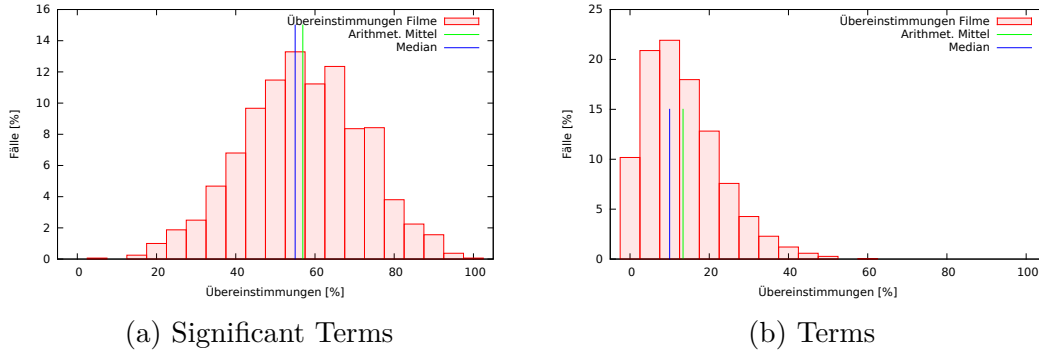 16
14
12
10
8
6
4
2
0
Fälle [%]
Übereinstimmungen Filme
Arithmet. Mittel
Median
0 20 40 60 80 100
Übereinstimmungen [%]
(a) Significant Terms
25
20
15
10
5
0
Fälle [%]
Übereinstimmungen Filme
Arithmet. Mittel
Median
0 20 40 60 80 100
Übereinstimmungen [%]
(b) Terms